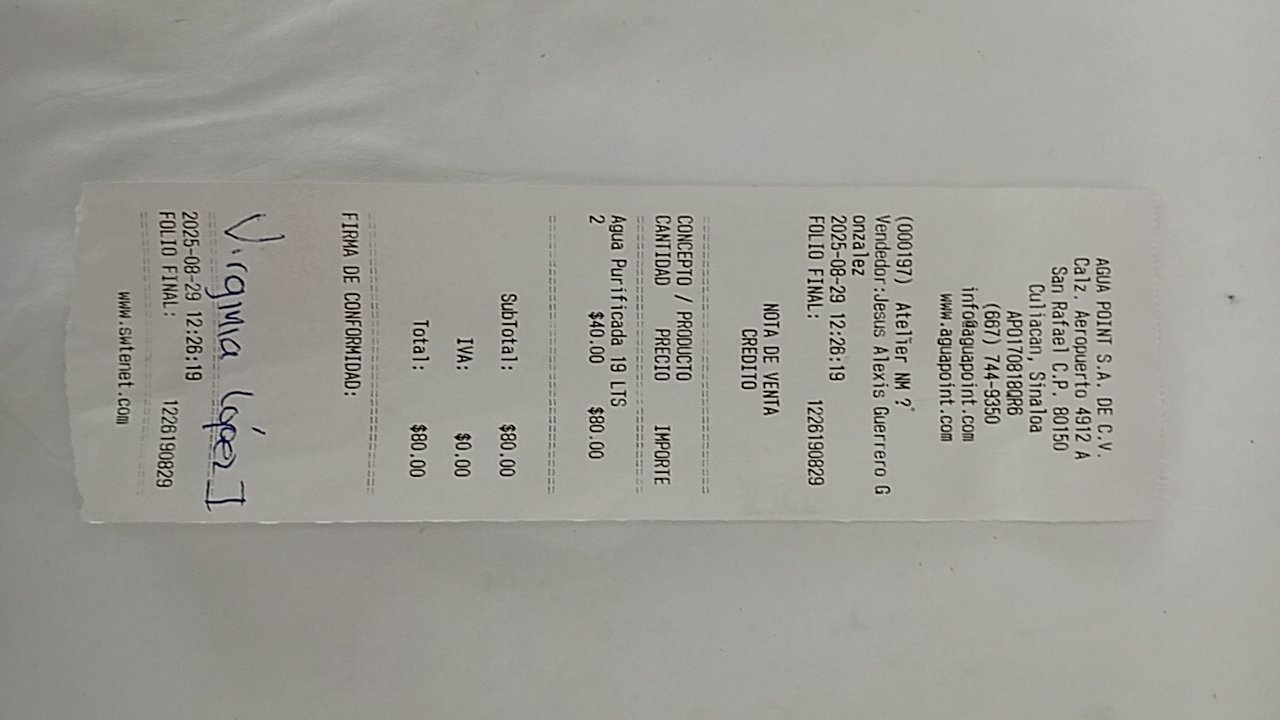 AGUA POINT S.A. DE C.V.
Calz. Aeropuerto 4912 A
San Rafael C.P. 80150
Culiacan, Sinaloa
APO1708180R6
(667) 744-9350
info@aguapoint.com
www.aguapoint.com
(000197) Atelier NM ?
Vendedor:Jesus Alexis Guerrero G
onzalez
2025-08-29 12:26:19
FOLIO FINAL: 1226190829
NOTA DE VENTA
CREDITO
CONCEPTO / PRODUCTO
CANTIDAD PRECIO IMPORTE
Agua Purificada 19 LTS
2 $40.00 $80.00
SubTotal: $80.00
IVA: $0.00
Total: $80.00
FIRMA DE CONFORMIDAD:
Virginia López I
2025-08-29 12:26:19
FOLIO FINAL: 1226190829
www.swtenet.com